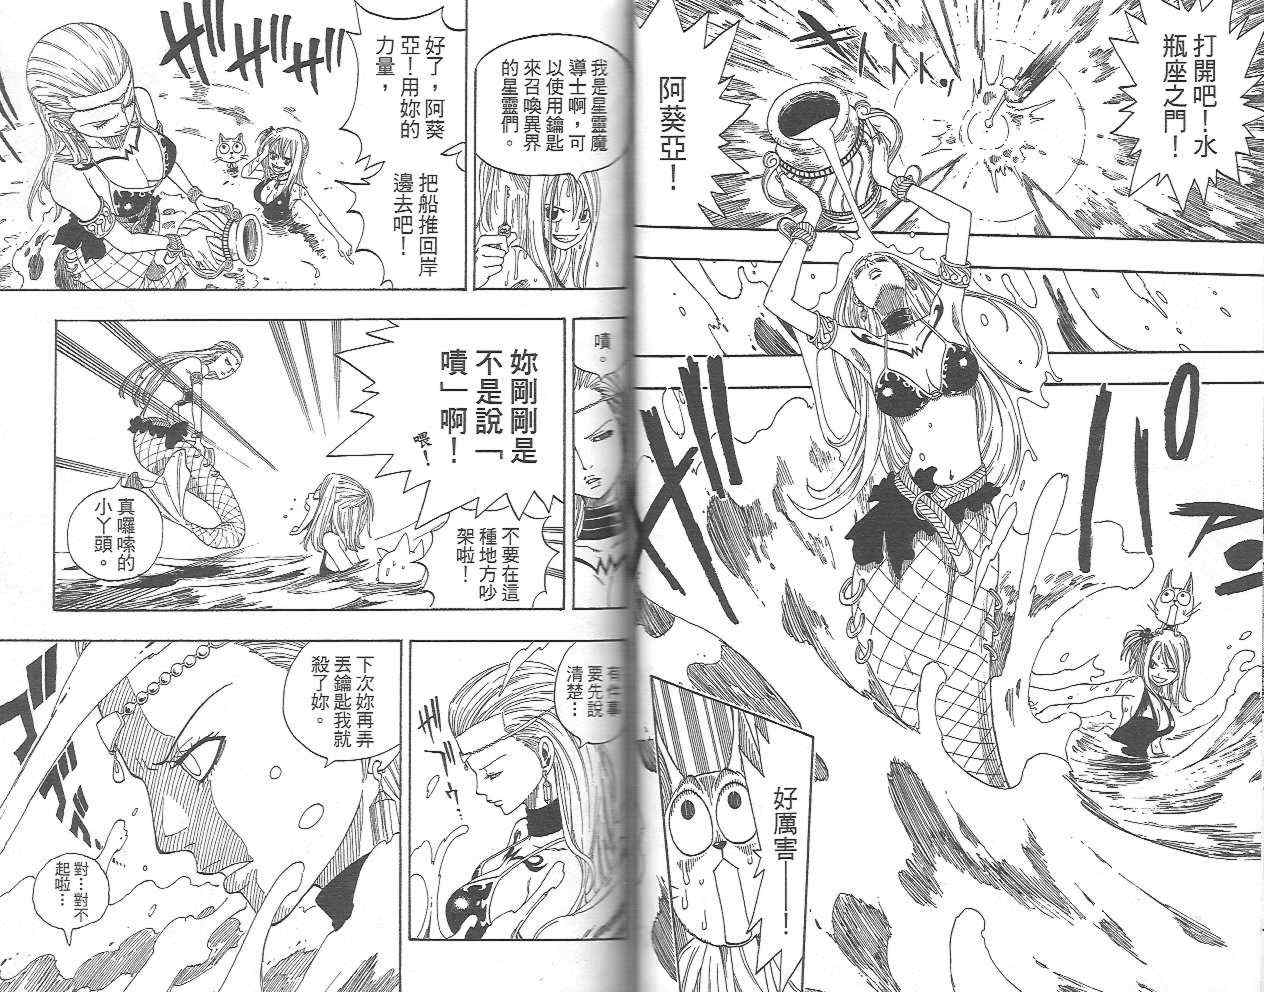 打開吧！水
瓶座之門！
阿葵亞！
好厲害——！
我是星靈魔
導士啊，可
以使用鑰匙
來召喚異界
的星靈們。
好了，阿葵
亞！用妳的
力量，
把船推回岸
邊去吧！
嘖。
妳剛剛是
不是說「
嘖」啊！
喂！
不要在這
種地方吵
架啦！
真囉嗦的
小丫頭。
有件事
要先說
清楚…
下次妳再弄
丟鑰匙我就
殺了妳。
對…對不
起啦…